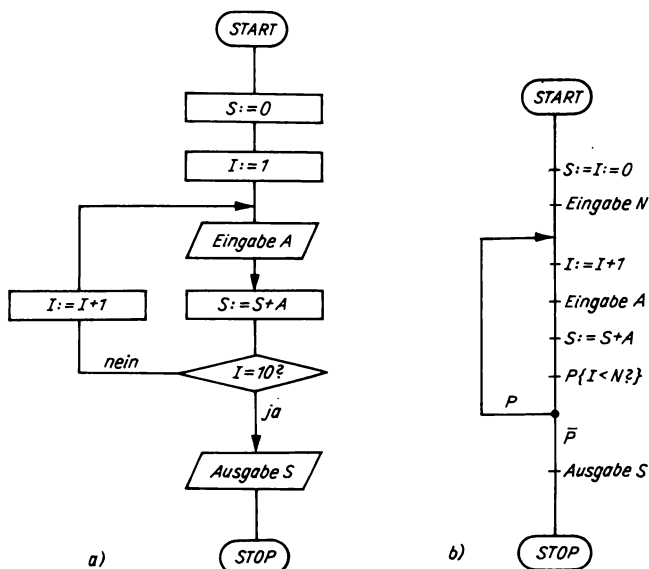 START
S:=0
I:=1
Eingabe A
I:=I+1
S:=S+A
nein
I=10?
ja
Ausgabe S
STOP
a)
START
S:=I:=0
Eingabe N
I:=I+1
Eingabe A
S:=S+A
P{I<N?}
P
P̄
Ausgabe S
STOP
b)